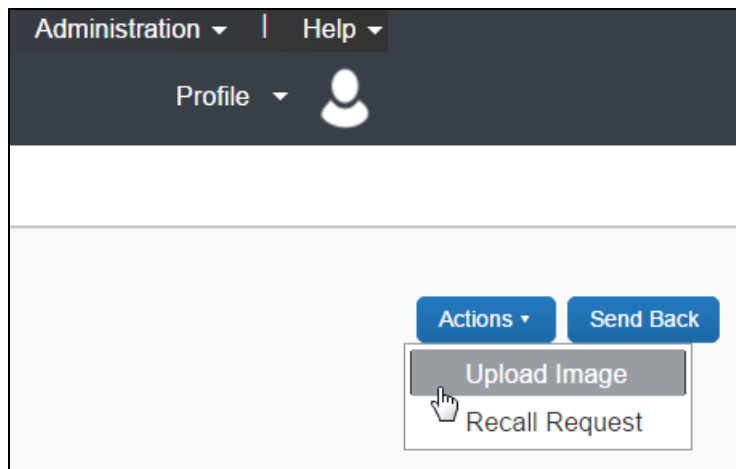 Administration | Help
Profile
Actions Send Back
Upload Image
Recall Request